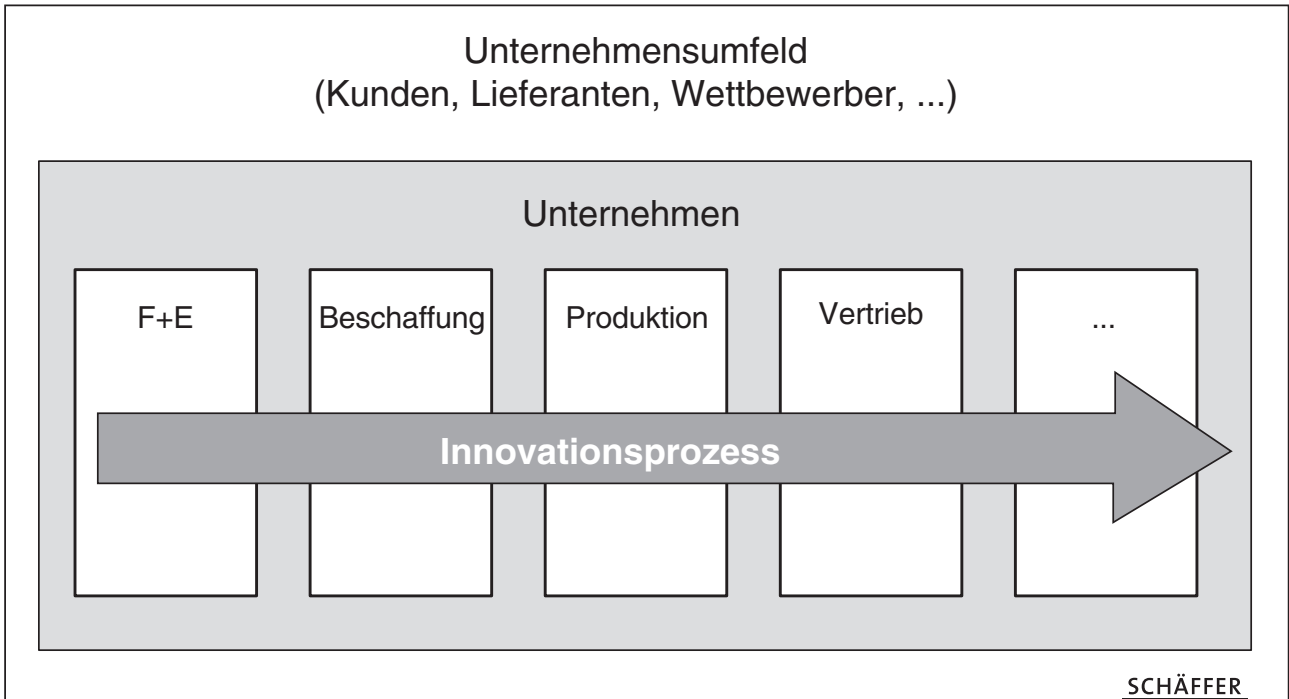 Unternehmensumfeld
(Kunden, Lieferanten, Wettbewerber, ...)
Unternehmen
F+E
Beschaffung
Produktion
Vertrieb
...
Innovationsprozess
SCHÄFFER